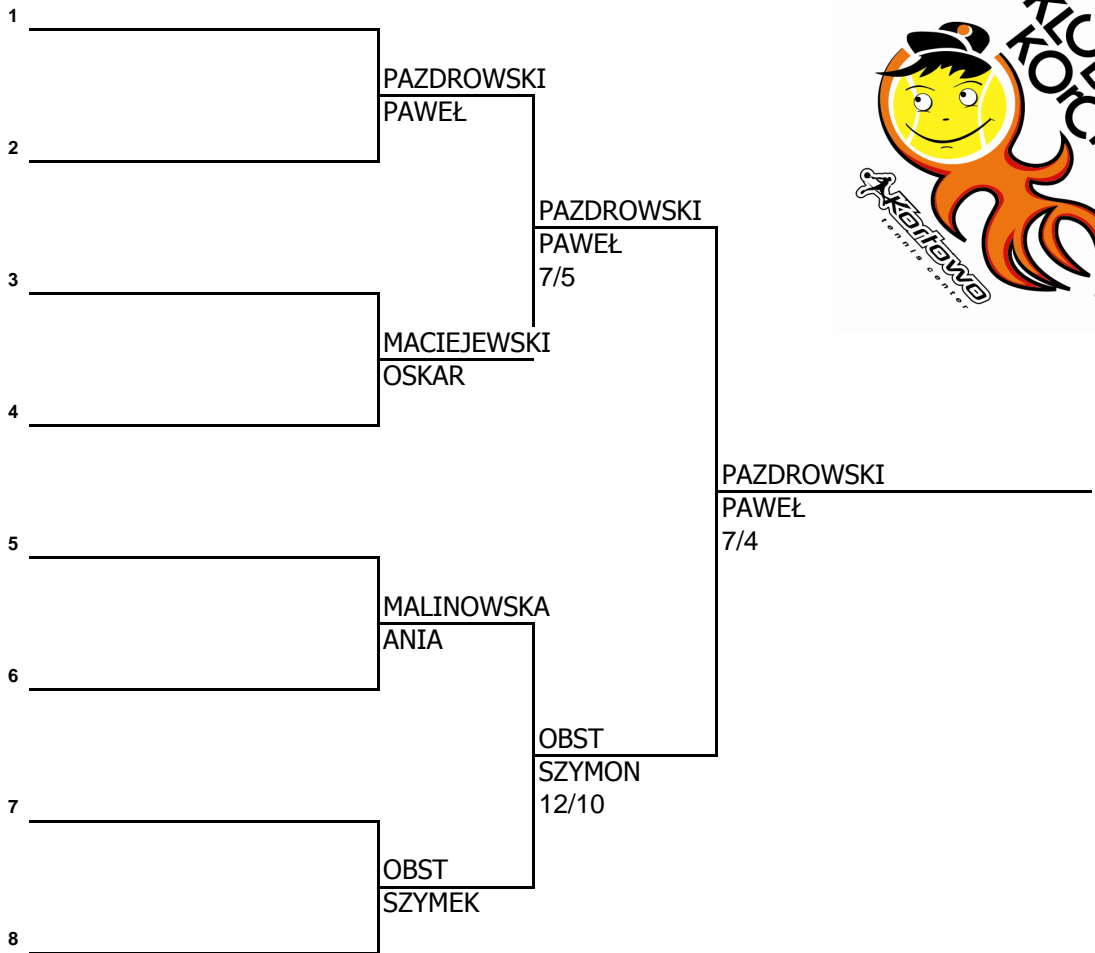 1
PAZDROWSKI
PAWEŁ
2
PAZDROWSKI
PAWEŁ
7/5
3
MACIEJEWSKI
OSKAR
4
PAZDROWSKI
PAWEŁ
7/4
5
MALINOWSKA
ANIA
6
OBST
SZYMON
12/10
7
OBST
SZYMEK
8
Kortowo
tennis center